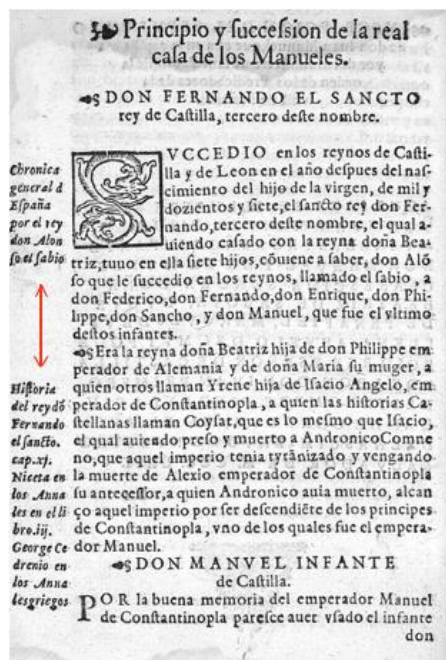 Principio y ſucceſsion de la real
caſa de los Manueles.
DON FERNANDO EL SANCTO
rey de Caſtilla, tercero deſte nombre.
Chronica
general d
Eſpaña
por el rey
don Alon
ſo el ſabio
SVCCEDIO en los reynos de Caſti-
lla y de Leon en el año deſpues del naſ-
cimiento del hijo de la virgen, de mil y
dozientos y ſiete, el ſancto rey don Fer-
nando, tercero deſte nombre, el qual a-
uiendo caſado con la reyna doña Bea-
triz, tuuo en ella ſiete hijos, cōuiene a ſaber, don Alō
ſo que le ſuccedio en los reynos, llamado el ſabio, a
don Federico, don Fernando, don Enrique, don Phi-
lippe, don Sancho, y don Manuel, que fue el vltimo
deſtos infantes.
Era la reyna doña Beatriz hija de don Philippe em
perador de Alemania y de doña Maria ſu muger, a
quien otros llaman Yrene hija de Iſacio Angelo, em
perador de Conſtantinopla, a quien las hiſtorias Ca-
ſtellanas llaman Coyſat, que es lo meſmo que Iſacio,
el qual auiendo preſo y muerto a Andronico Comne
no, que aquel imperio tenia tyrānizado y vengando
la muerte de Alexio emperador de Conſtantinopla
ſu anteceſſor, a quien Andronico auia muerto, alcan
ço aquel imperio por ſer deſcendiēte de los principes
de Conſtantinopla, vno de los quales fue el empera-
dor Manuel.
Hiſtoria
del rey dō
Fernando
el ſancto.
cap.xj.
Niceta en
los Anna
les en el li
bro.iij.
George Ce
drenio en
los Anna
les griegos
DON MANVEL INFANTE
de Caſtilla.
POR la buena memoria del emperador Manuel
de Conſtantinopla pareſce auer vſado el infante
don